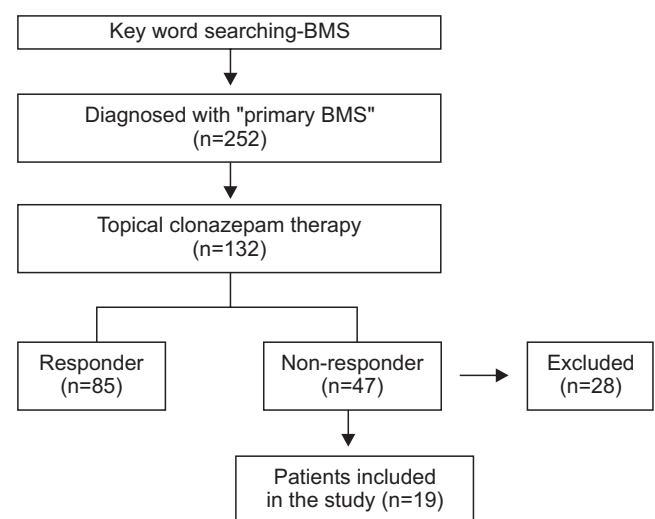 Key word searching-BMS
Diagnosed with "primary BMS"
(n=252)
Topical clonazepam therapy
(n=132)
Responder
(n=85)
Non-responder
(n=47)
Excluded
(n=28)
Patients included
in the study (n=19)